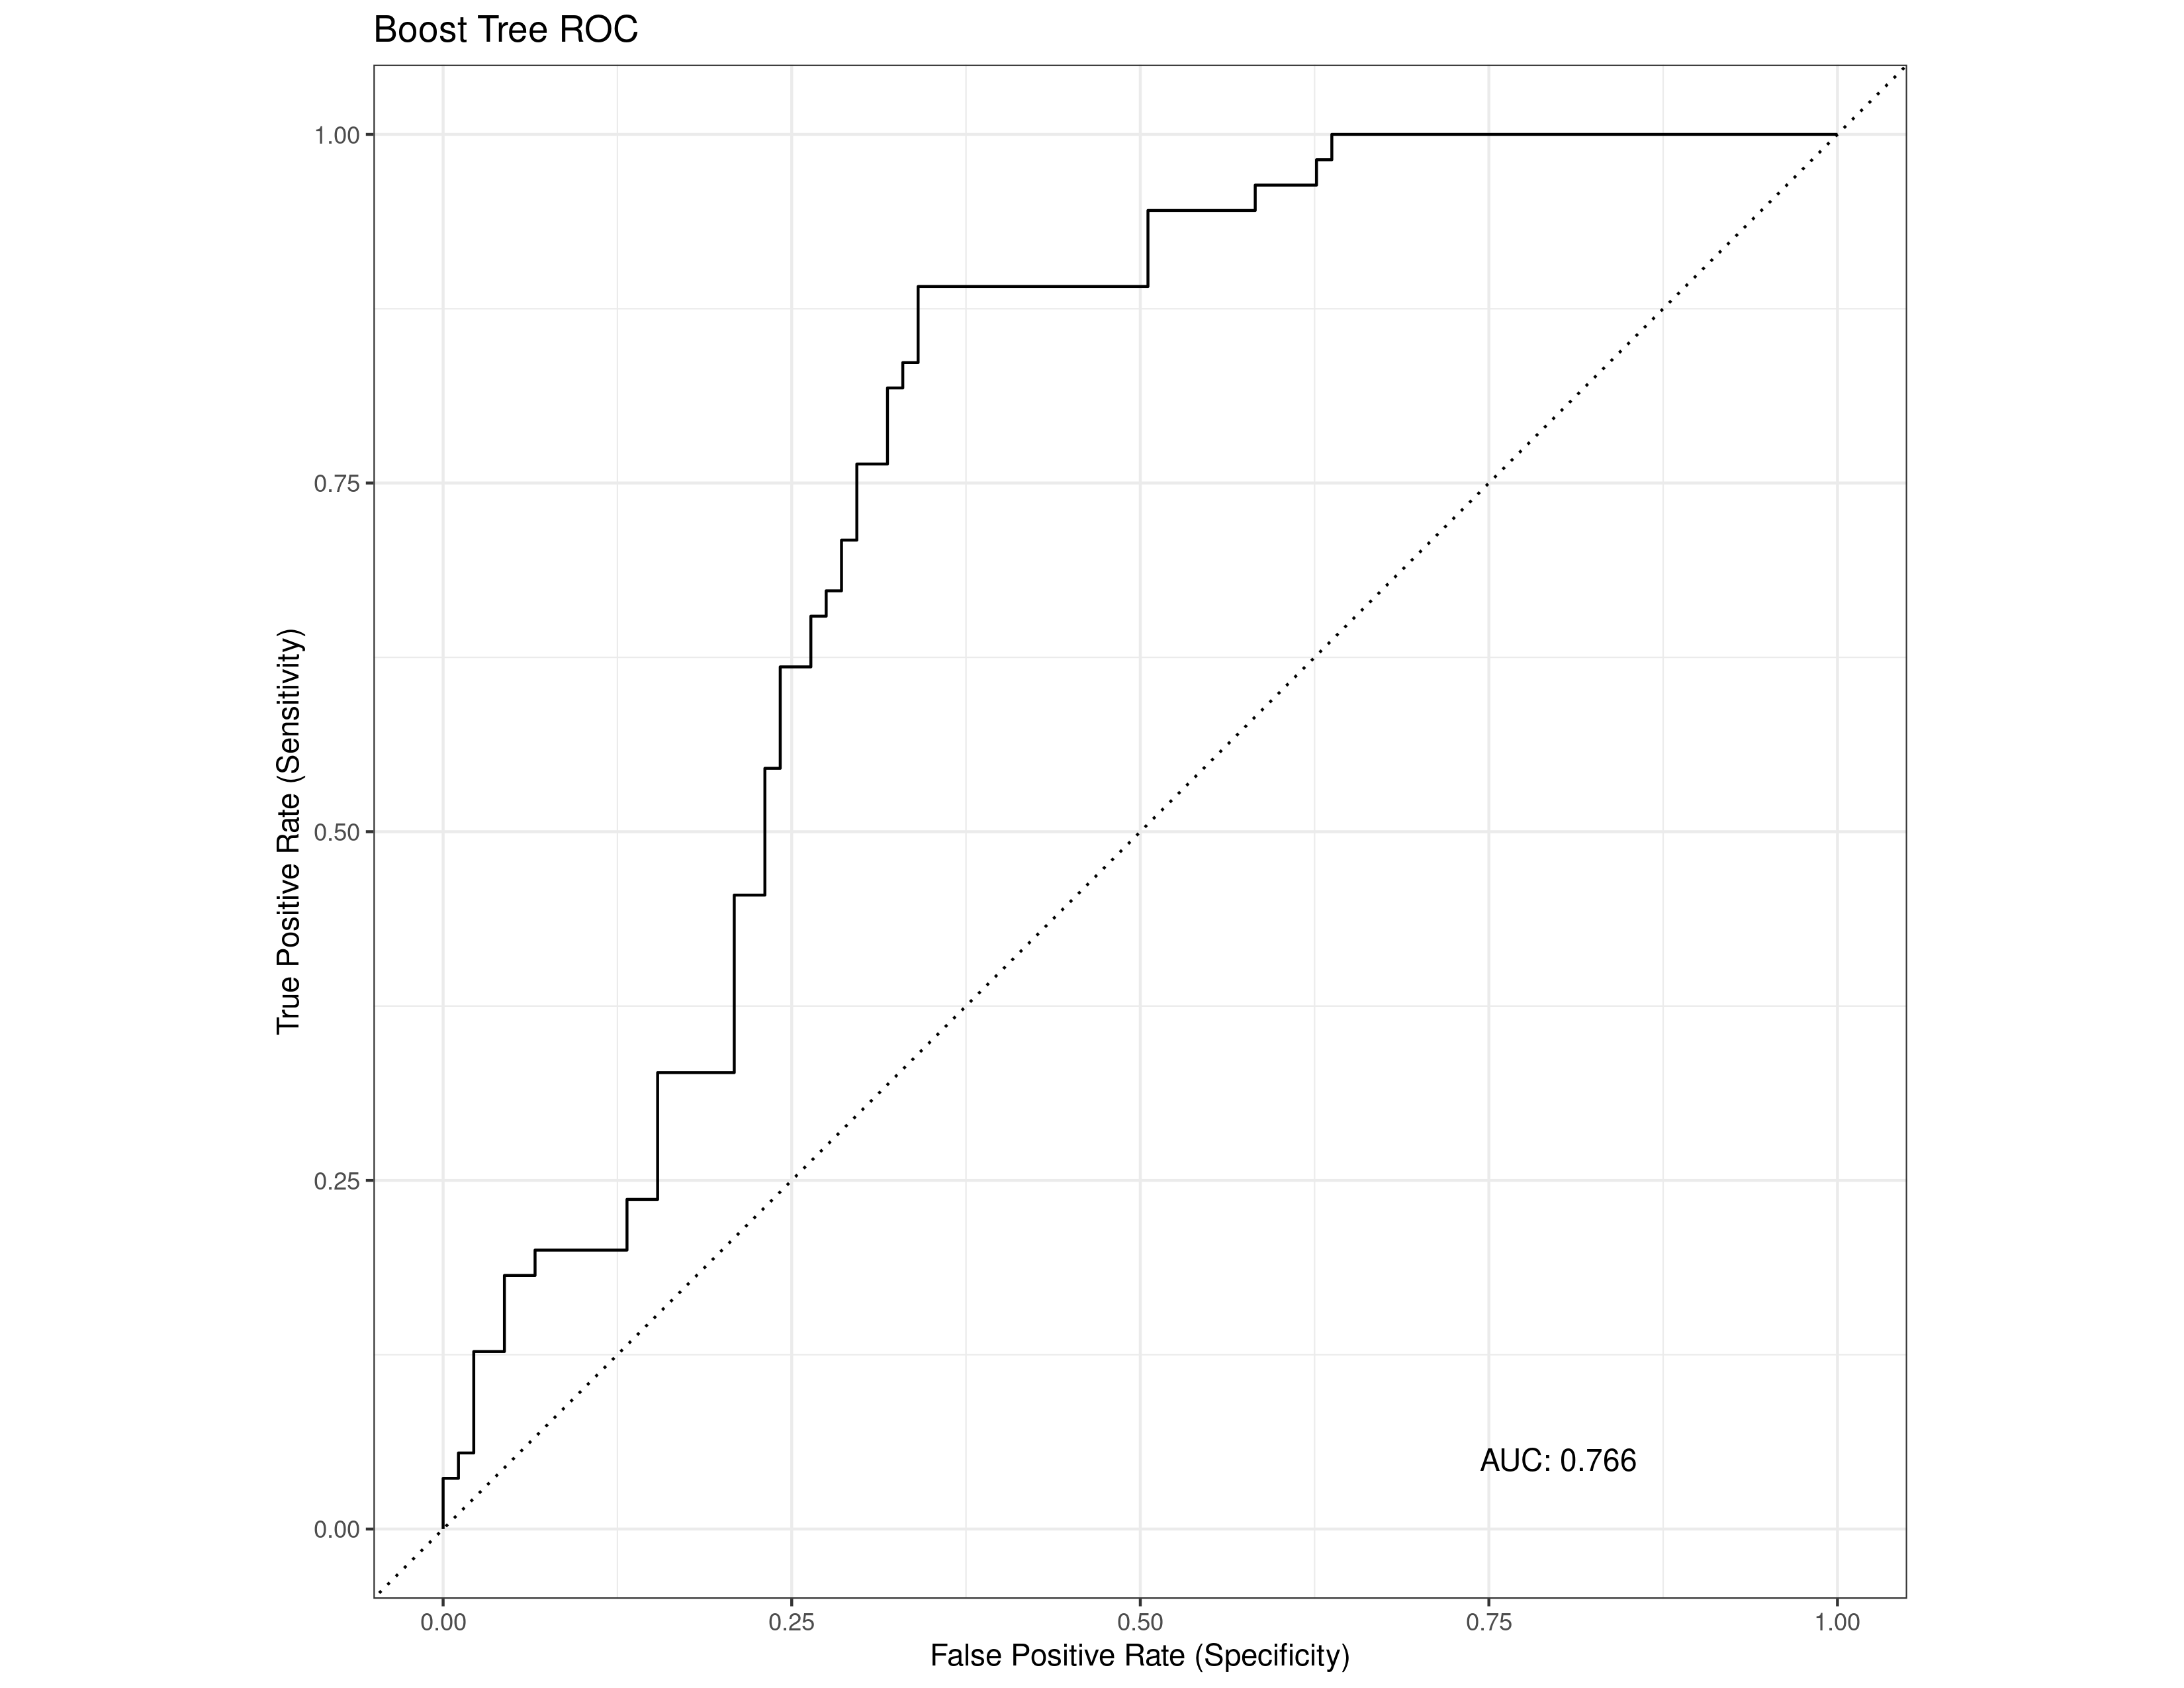 Boost Tree ROC
1.00
0.75
0.50
0.25
0.00
True Positive Rate (Sensitivity)
AUC: 0.766
0.00 0.25 0.50 0.75 1.00
False Positive Rate (Specificity)